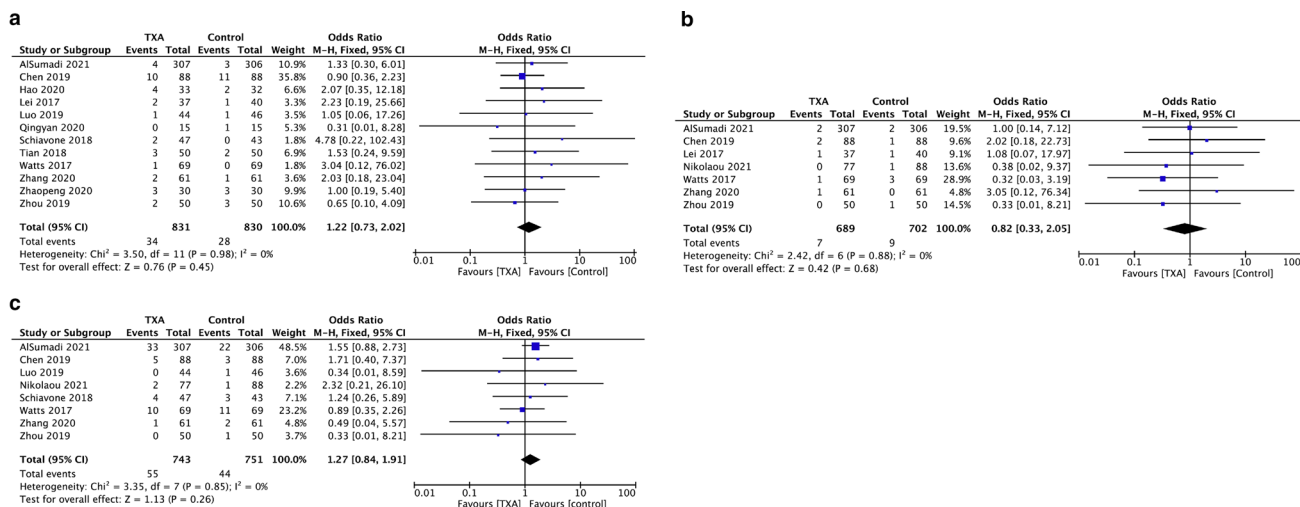 a
TXA Control Odds Ratio Odds Ratio
Study or Subgroup Events Total Events Total Weight M-H, Fixed, 95% CI M-H, Fixed, 95% CI
AlSumadi 2021 4 307 3 306 10.9% 1.33 [0.30, 6.01]
Chen 2019 10 88 11 88 35.8% 0.90 [0.36, 2.23]
Hao 2020 4 33 2 32 6.6% 2.07 [0.35, 12.18]
Lei 2017 2 37 1 40 3.3% 2.23 [0.19, 25.66]
Luo 2019 1 44 1 46 3.5% 1.05 [0.06, 17.26]
Qingyan 2020 0 15 1 15 5.3% 0.31 [0.01, 8.28]
Schiavone 2018 2 47 0 43 1.8% 4.78 [0.22, 102.43]
Tian 2018 3 50 2 50 6.9% 1.53 [0.24, 9.59]
Watts 2017 1 69 0 69 1.8% 3.04 [0.12, 76.02]
Zhang 2020 2 61 1 61 3.6% 2.03 [0.18, 23.04]
Zhaopeng 2020 3 30 3 30 9.9% 1.00 [0.19, 5.40]
Zhou 2019 2 50 3 50 10.6% 0.65 [0.10, 4.09]
Total (95% CI) 831 830 100.0% 1.22 [0.73, 2.02]
Total events 34 28
Heterogeneity: Chi² = 3.50, df = 11 (P = 0.98); I² = 0%
Test for overall effect: Z = 0.76 (P = 0.45)
0.01 0.1 1 10 100
Favours [TXA] Favours [Control]
b
TXA Control Odds Ratio Odds Ratio
Study or Subgroup Events Total Events Total Weight M-H, Fixed, 95% CI M-H, Fixed, 95% CI
AlSumadi 2021 2 307 2 306 19.5% 1.00 [0.14, 7.12]
Chen 2019 2 88 1 88 9.6% 2.02 [0.18, 22.73]
Lei 2017 1 37 1 40 9.1% 1.08 [0.07, 17.97]
Nikolaou 2021 0 77 1 88 13.6% 0.38 [0.02, 9.37]
Watts 2017 1 69 3 69 28.9% 0.32 [0.03, 3.19]
Zhang 2020 1 61 0 61 4.8% 3.05 [0.12, 76.34]
Zhou 2019 0 50 1 50 14.5% 0.33 [0.01, 8.21]
Total (95% CI) 689 702 100.0% 0.82 [0.33, 2.05]
Total events 7 9
Heterogeneity: Chi² = 2.42, df = 6 (P = 0.88); I² = 0%
Test for overall effect: Z = 0.42 (P = 0.68)
0.01 0.1 1 10 100
Favours [TXA] Favours [Control]
c
TXA Control Odds Ratio Odds Ratio
Study or Subgroup Events Total Events Total Weight M-H, Fixed, 95% CI M-H, Fixed, 95% CI
AlSumadi 2021 33 307 22 306 48.5% 1.55 [0.88, 2.73]
Chen 2019 5 88 3 88 7.0% 1.71 [0.40, 7.37]
Luo 2019 0 44 1 46 3.6% 0.34 [0.01, 8.59]
Nikolaou 2021 2 77 1 88 2.2% 2.32 [0.21, 26.10]
Schiavone 2018 4 47 3 43 7.1% 1.24 [0.26, 5.89]
Watts 2017 10 69 11 69 23.2% 0.89 [0.35, 2.26]
Zhang 2020 1 61 2 61 4.9% 0.49 [0.04, 5.57]
Zhou 2019 0 50 1 50 3.7% 0.33 [0.01, 8.21]
Total (95% CI) 743 751 100.0% 1.27 [0.84, 1.91]
Total events 55 44
Heterogeneity: Chi² = 3.35, df = 7 (P = 0.85); I² = 0%
Test for overall effect: Z = 1.13 (P = 0.26)
0.01 0.1 1 10 100
Favours [TXA] Favours [control]